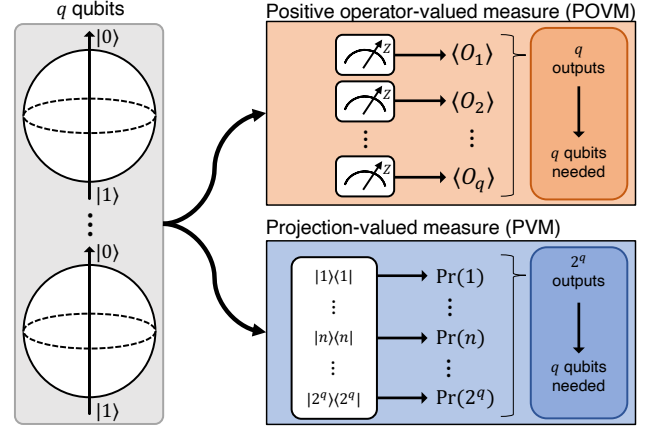 q qubits
|0⟩
|1⟩
⋮
|0⟩
|1⟩
Positive operator-valued measure (POVM)
Z
⟨O₁⟩
Z
⟨O₂⟩
⋮ ⋮
Z
⟨O_q⟩
q
outputs
q qubits
needed
Projection-valued measure (PVM)
|1⟩⟨1| Pr(1)
⋮ ⋮
|n⟩⟨n| Pr(n)
⋮ ⋮
|2^q⟩⟨2^q| Pr(2^q)
2^q
outputs
q qubits
needed